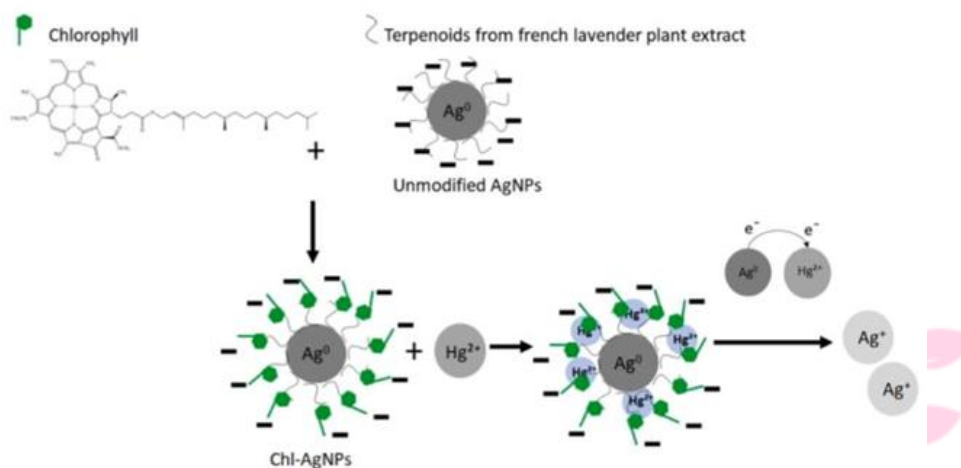 Chlorophyll
Terpenoids from french lavender plant extract
Ag⁰
Unmodified AgNPs
+
e⁻ e⁻
Ag⁰ Hg²⁺
Ag⁰ + Hg²⁺
Hg²⁺
Hg²⁺ Hg²⁺
Ag⁰
Hg²⁺
Hg²⁺
Ag⁺
Ag⁺
Chl-AgNPs